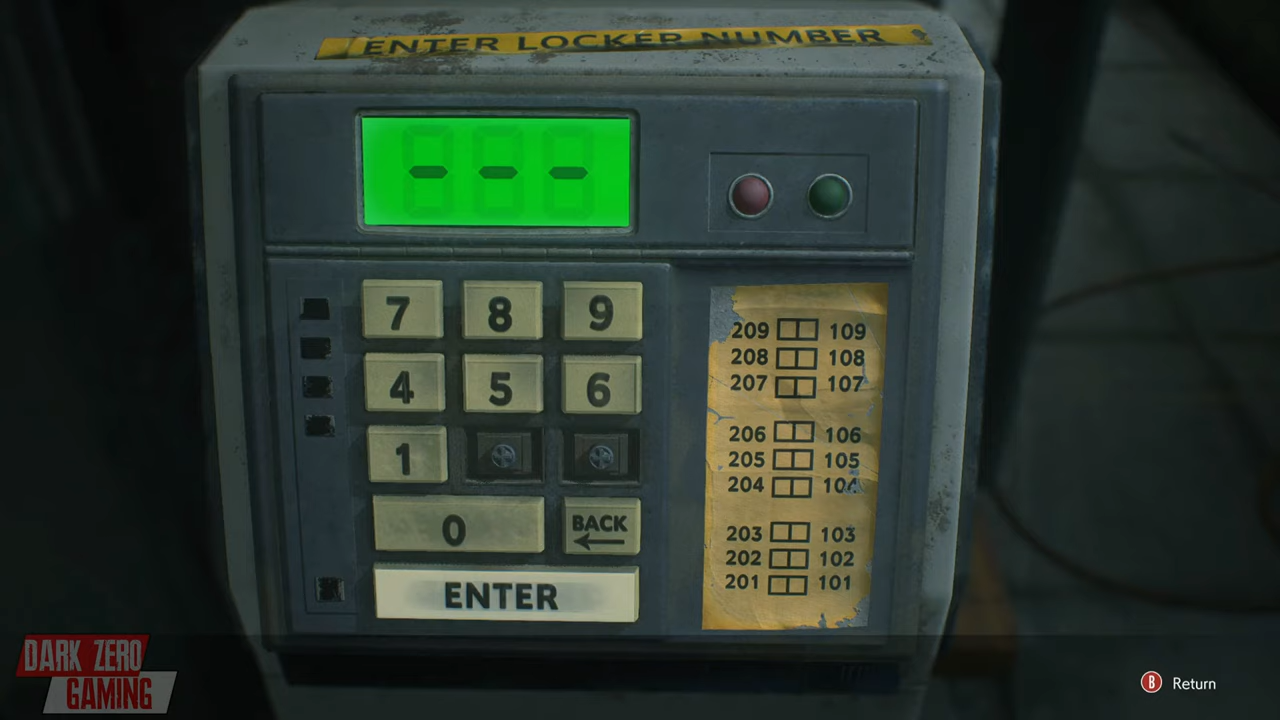 ENTER LOCKER NUMBER
- - -
7 8 9
4 5 6
1
0 BACK
ENTER
209 109
208 108
207 107
206 106
205 105
204 104
203 103
202 102
201 101
DARK ZERO
GAMING
B Return